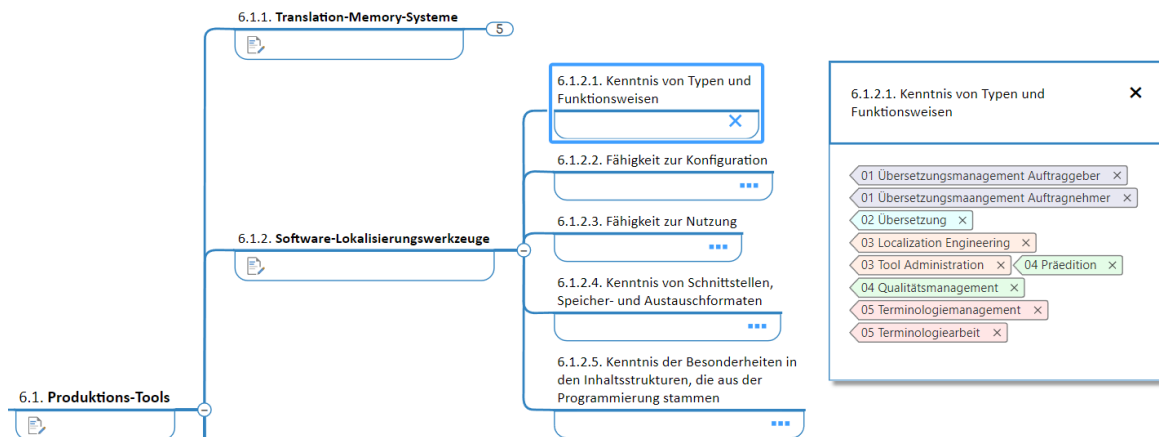 6.1.1. Translation-Memory-Systeme
5
6.1.2.1. Kenntnis von Typen und
Funktionsweisen
6.1.2.2. Fähigkeit zur Konfiguration
6.1.2.3. Fähigkeit zur Nutzung
6.1.2. Software-Lokalisierungswerkzeuge
6.1.2.4. Kenntnis von Schnittstellen,
Speicher- und Austauschformaten
6.1.2.5. Kenntnis der Besonderheiten in
den Inhaltsstrukturen, die aus der
Programmierung stammen
6.1. Produktions-Tools
6.1.2.1. Kenntnis von Typen und
Funktionsweisen
01 Übersetzungsmanagement Auftraggeber
01 Übersetzungsmaangement Auftragnehmer
02 Übersetzung
03 Localization Engineering
03 Tool Administration 04 Präedition
04 Qualitätsmanagement
05 Terminologiemanagement
05 Terminologiearbeit